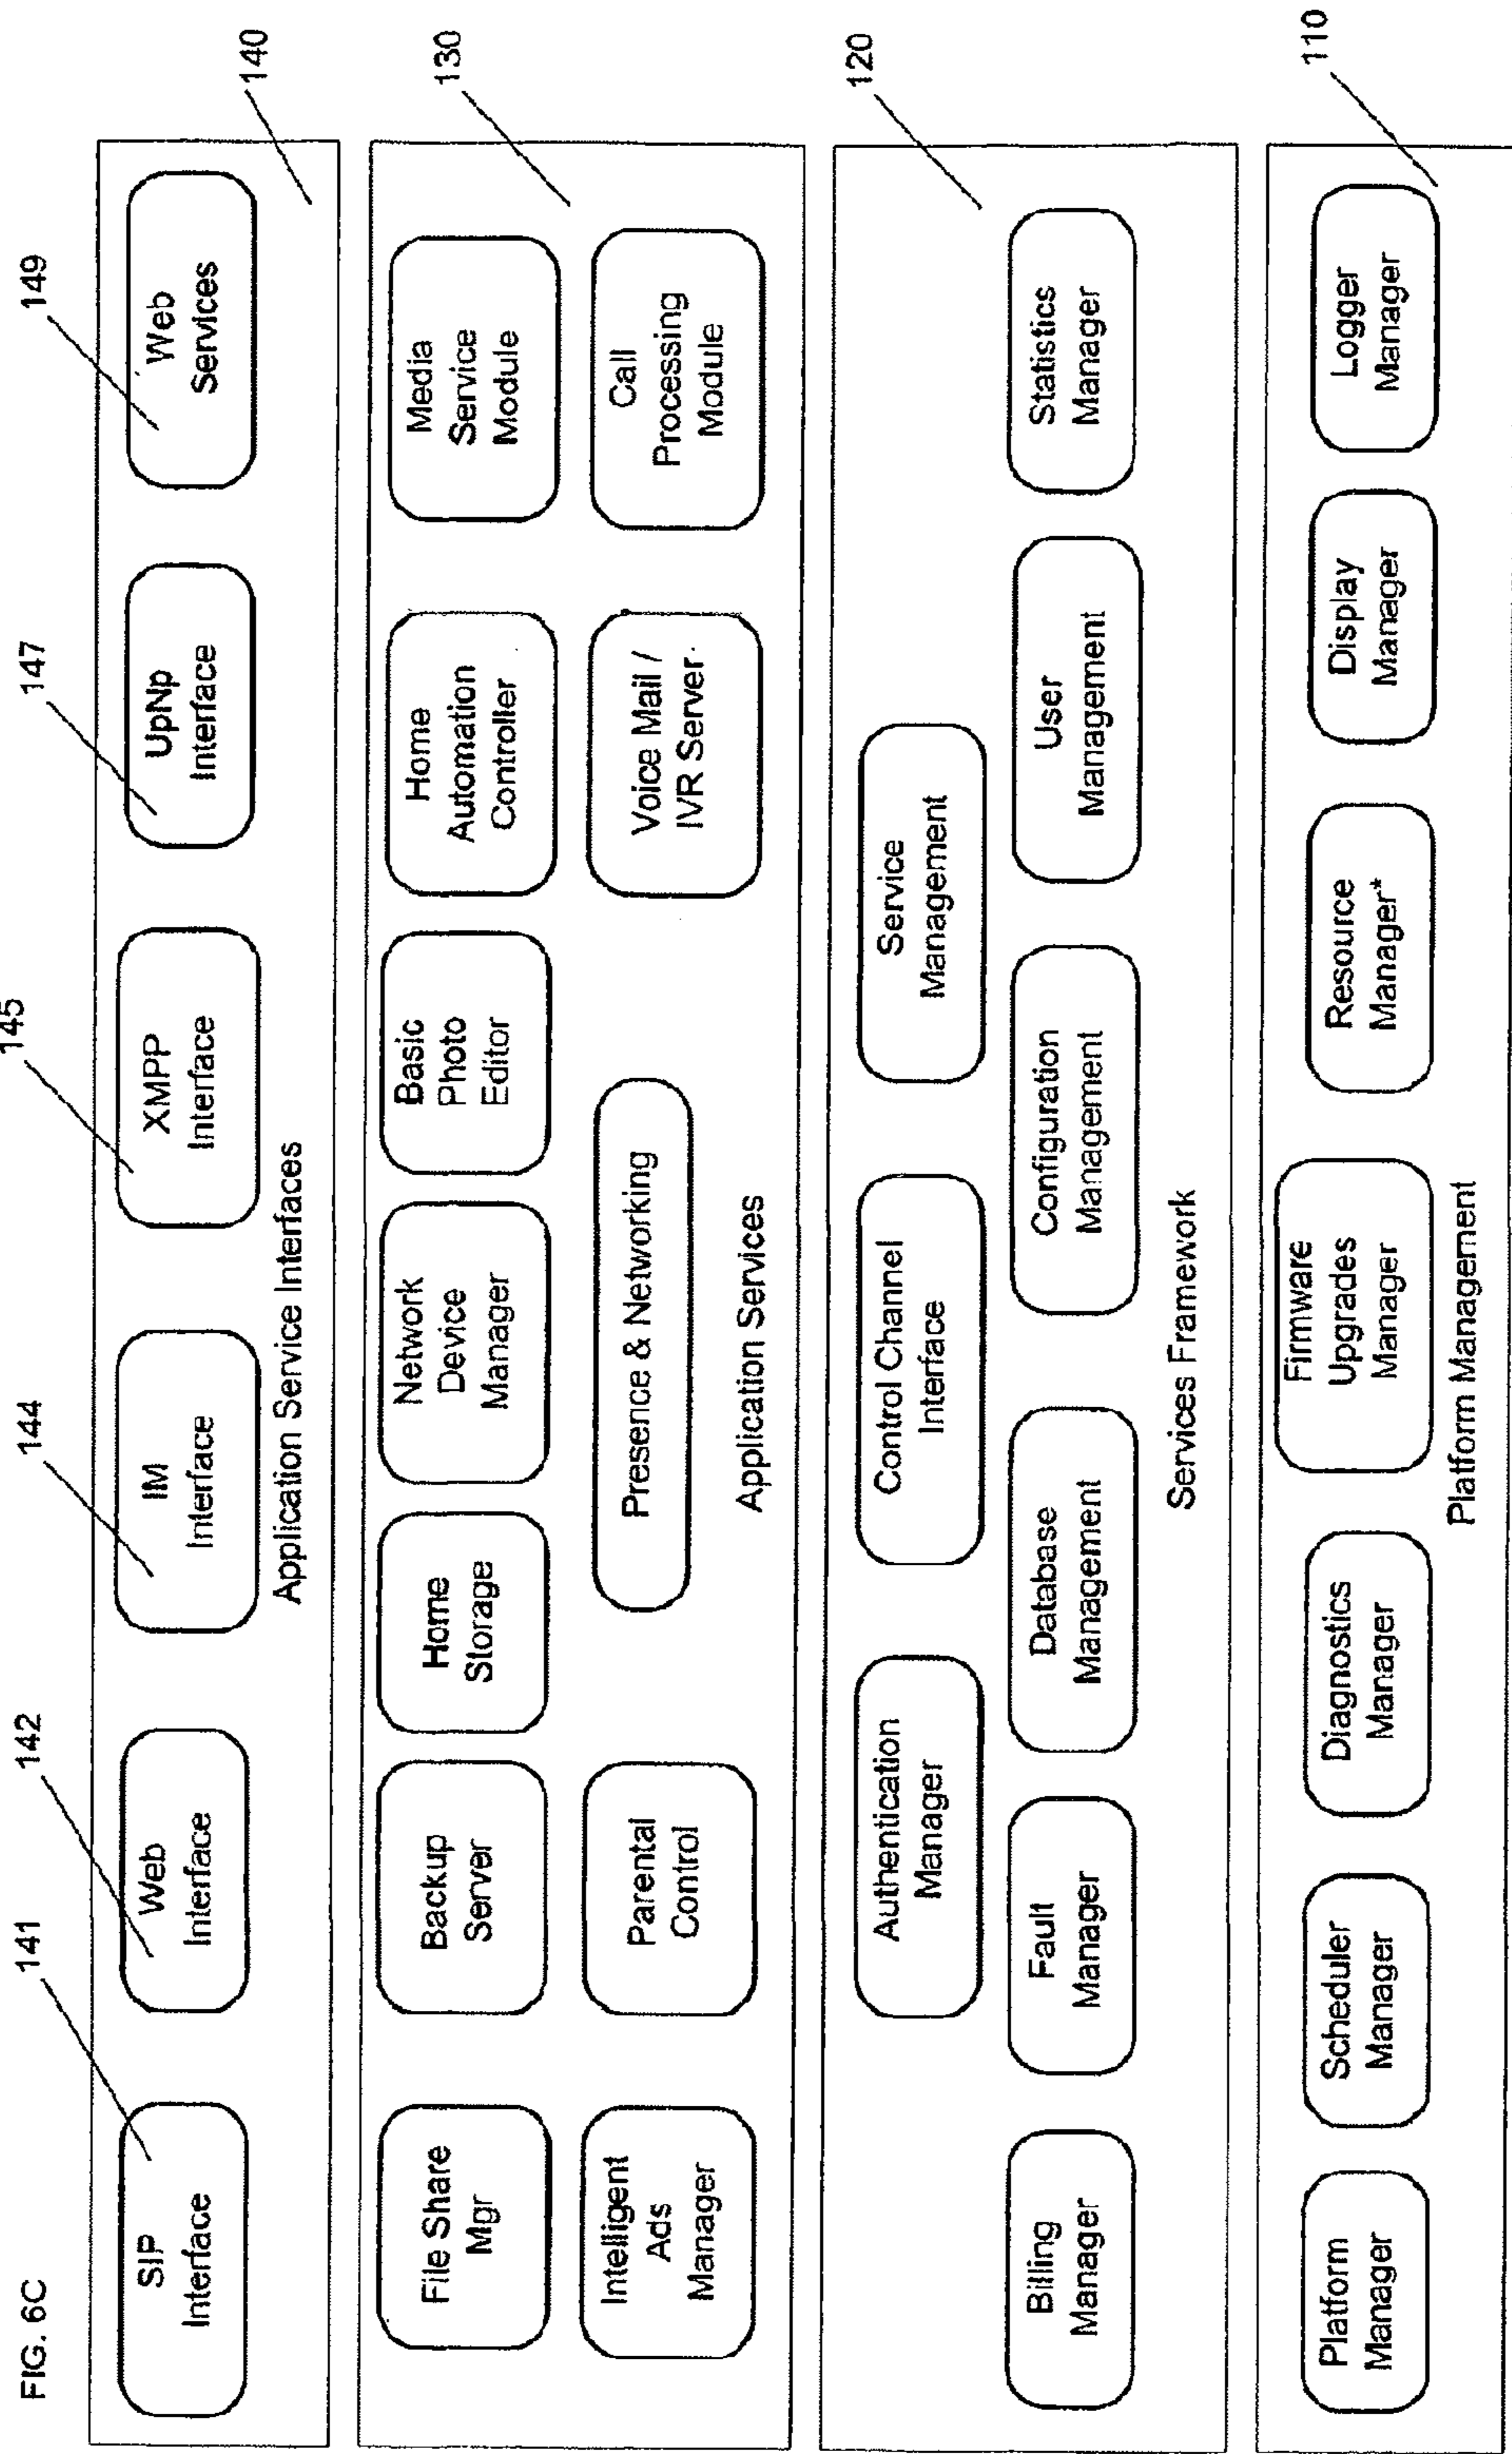 FIG. 6C
141
142
144
145
147
149
SIP
Interface
Web
Interface
IM
Interface
XMPP
Interface
UpNp
Interface
Web
Services
Application Service Interfaces
140
File Share
Mgr
Backup
Server
Home
Storage
Network
Device
Manager
Basic
Photo
Editor
Home
Automation
Controller
Media
Service
Module
130
Intelligent
Ads
Manager
Parental
Control
Presence & Networking
Voice Mail /
IVR Server
Call
Processing
Module
Application Services
Authentication
Manager
Control Channel
Interface
Service
Management
120
Billing
Manager
Fault
Manager
Database
Management
Configuration
Management
User
Management
Statistics
Manager
Services Framework
Platform
Manager
Scheduler
Manager
Diagnostics
Manager
Firmware
Upgrades
Manager
Resource
Manager*
Display
Manager
Logger
Manager
110
Platform Management